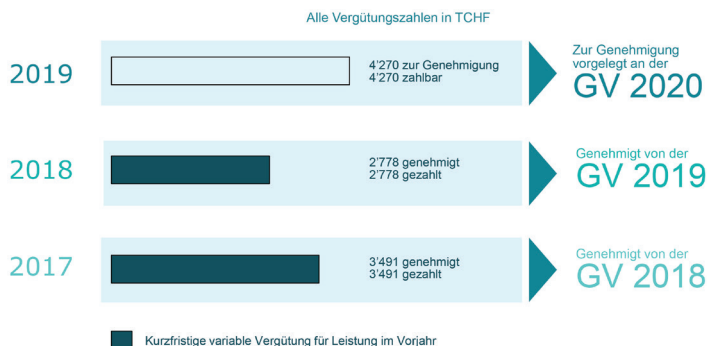 Alle Vergütungszahlen in TCHF
2019
4'270 zur Genehmigung
4'270 zahlbar
Zur Genehmigung
vorgelegt an der
GV 2020
2018
2'778 genehmigt
2'778 gezahlt
Genehmigt von der
GV 2019
2017
3'491 genehmigt
3'491 gezahlt
Genehmigt von der
GV 2018
Kurzfristige variable Vergütung für Leistung im Vorjahr